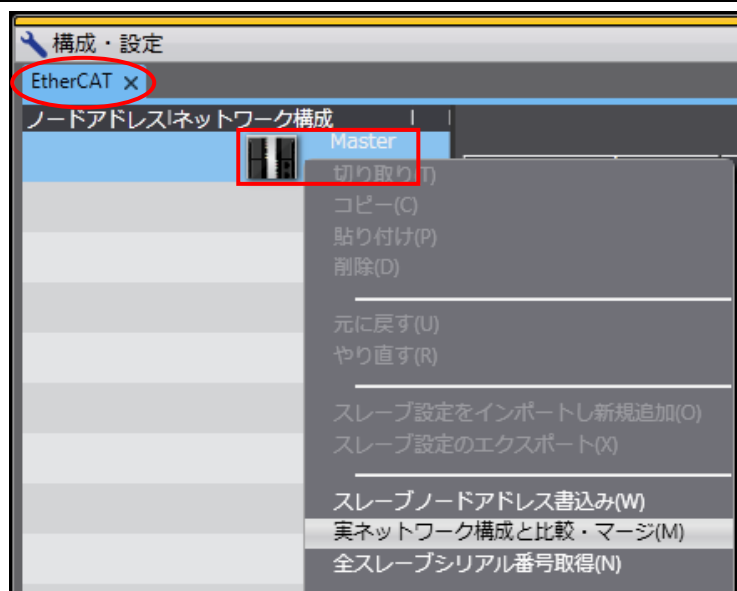 構成・設定
EtherCAT ×
ノードアドレス|ネットワーク構成
Master
切り取り(T)
コピー(C)
貼り付け(P)
削除(D)
元に戻す(U)
やり直す(R)
スレーブ設定をインポートし新規追加(O)
スレーブ設定のエクスポート(X)
スレーブノードアドレス書込み(W)
実ネットワーク構成と比較・マージ(M)
全スレーブシリアル番号取得(N)